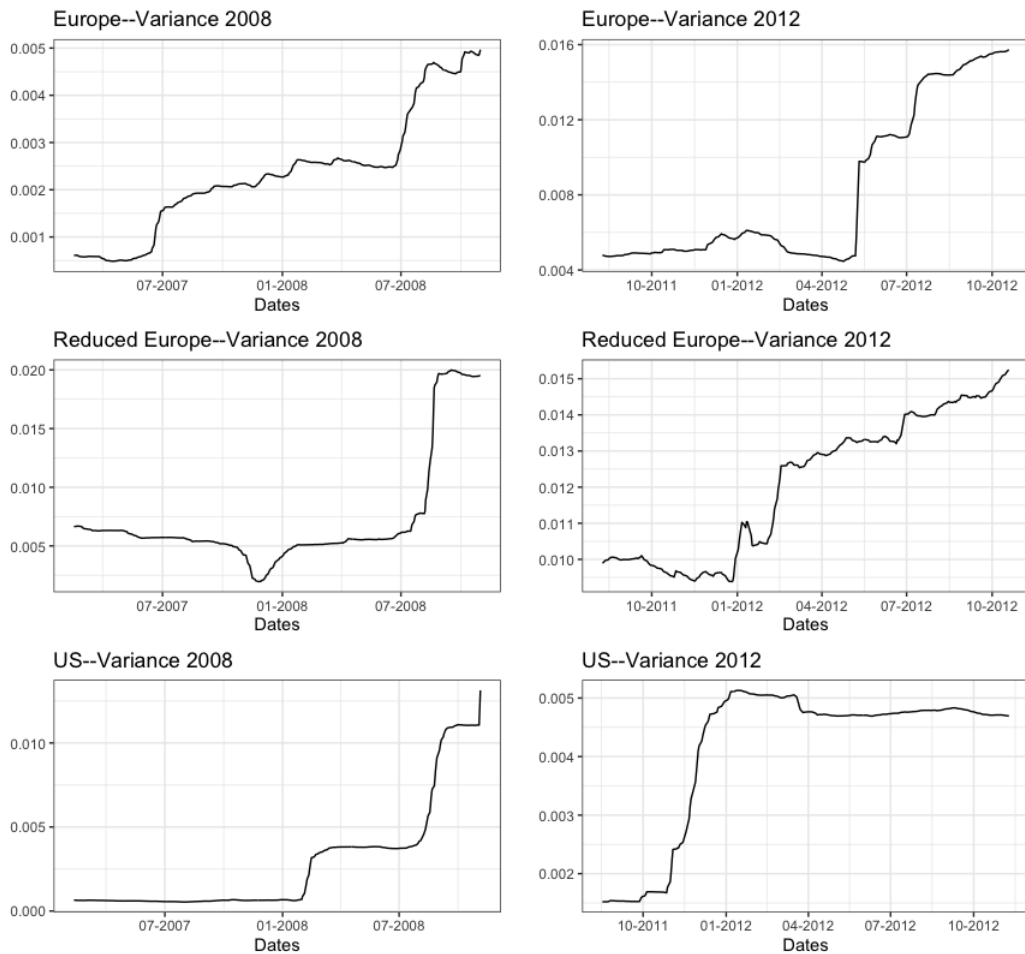 Europe--Variance 2008
0.005
0.004
0.003
0.002
0.001
07-2007 01-2008 07-2008
Dates
Europe--Variance 2012
0.016
0.012
0.008
0.004
10-2011 01-2012 04-2012 07-2012 10-2012
Dates
Reduced Europe--Variance 2008
0.020
0.015
0.010
0.005
07-2007 01-2008 07-2008
Dates
Reduced Europe--Variance 2012
0.015
0.014
0.013
0.012
0.011
0.010
10-2011 01-2012 04-2012 07-2012 10-2012
Dates
US--Variance 2008
0.010
0.005
0.000
07-2007 01-2008 07-2008
Dates
US--Variance 2012
0.005
0.004
0.003
0.002
10-2011 01-2012 04-2012 07-2012 10-2012
Dates